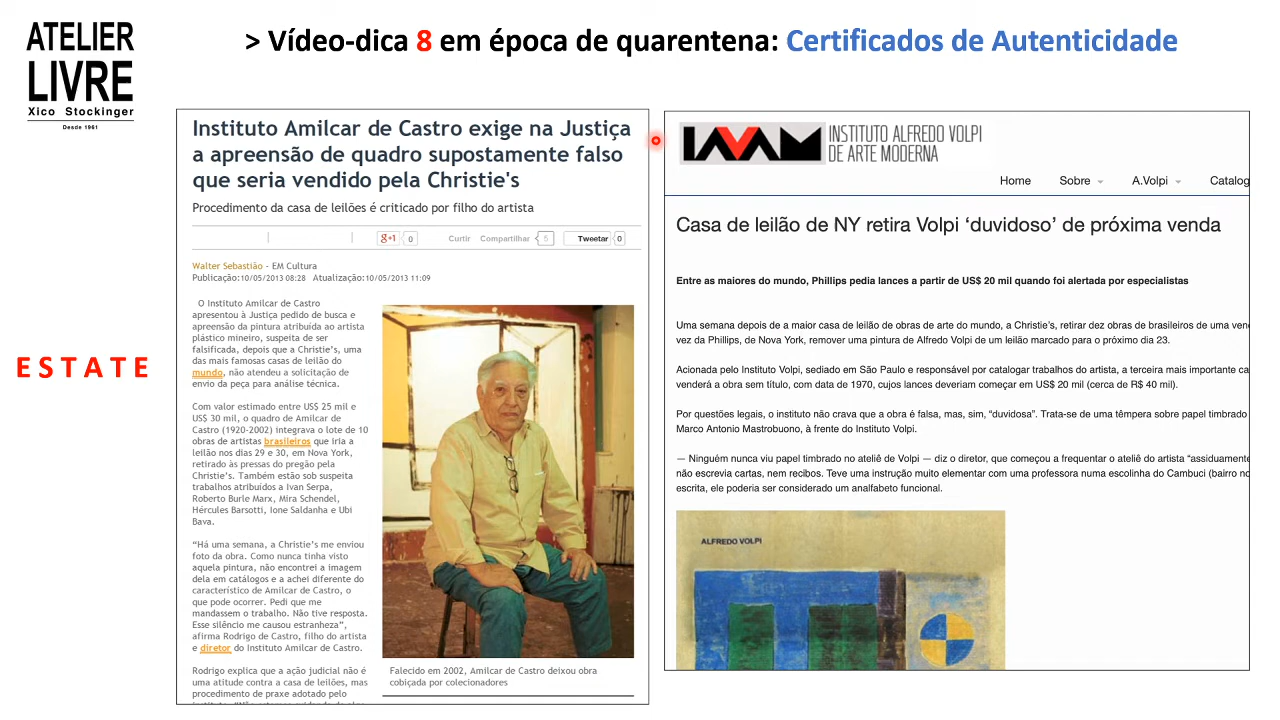 ATELIER
LIVRE
Xico Stockinger
Desde 1961
> Vídeo-dica 8 em época de quarentena: Certificados de Autenticidade
E S T A T E
Instituto Amilcar de Castro exige na Justiça
a apreensão de quadro supostamente falso
que seria vendido pela Christie's
Procedimento da casa de leilões é criticado por filho do artista
g+1 0 Curtir Compartilhar 5 Tweetar 0
Walter Sebastião - EM Cultura
Publicação:10/05/2013 08:28 Atualização:10/05/2013 11:09
O Instituto Amilcar de Castro
apresentou à Justiça pedido de busca e
apreensão da pintura atribuída ao artista
plástico mineiro, suspeita de ser
falsificada, depois que a Christie's, uma
das mais famosas casas de leilão do
mundo, não atendeu a solicitação de
envio da peça para análise técnica.
Com valor estimado entre US$ 25 mil e
US$ 30 mil, o quadro de Amilcar de
Castro (1920-2002) integrava o lote de 10
obras de artistas brasileiros que iria a
leilão nos dias 29 e 30, em Nova York,
retirado às pressas do pregão pela
Christie's. Também estão sob suspeita
trabalhos atribuídos a Ivan Serpa,
Roberto Burle Marx, Mira Schendel,
Hércules Barsotti, Ione Saldanha e Ubi
Bava.
“Há uma semana, a Christie's me enviou
foto da obra. Como nunca tinha visto
aquela pintura, não encontrei a imagem
dela em catálogos e a achei diferente do
característico de Amilcar de Castro, o
que pode ocorrer. Pedi que me
mandassem o trabalho. Não tive resposta.
Esse silêncio me causou estranheza”,
afirma Rodrigo de Castro, filho do artista
e diretor do Instituto Amilcar de Castro.
Rodrigo explica que a ação judicial não é
uma atitude contra a casa de leilões, mas
procedimento de praxe adotado pelo
Falecido em 2002, Amilcar de Castro deixou obra
cobiçada por colecionadores
IAVAM INSTITUTO ALFREDO VOLPI
DE ARTE MODERNA
Home Sobre A.Volpi Catalog
Casa de leilão de NY retira Volpi ‘duvidoso’ de próxima venda
Entre as maiores do mundo, Phillips pedia lances a partir de US$ 20 mil quando foi alertada por especialistas
Uma semana depois de a maior casa de leilão de obras de arte do mundo, a Christie’s, retirar dez obras de brasileiros de uma
vez da Phillips, de Nova York, remover uma pintura de Alfredo Volpi de um leilão marcado para o próximo dia 23.
Acionada pelo Instituto Volpi, sediado em São Paulo e responsável por catalogar trabalhos do artista, a terceira mais importante
venderá a obra sem título, com data de 1970, cujos lances deveriam começar em US$ 20 mil (cerca de R$ 40 mil).
Por questões legais, o instituto não crava que a obra é falsa, mas, sim, “duvidosa”. Trata-se de uma têmpera sobre papel timbrado
Marco Antonio Mastrobuono, à frente do Instituto Volpi.
— Ninguém nunca viu papel timbrado no ateliê de Volpi — diz o diretor, que começou a frequentar o ateliê do artista “assiduamente
não escrevia cartas, nem recibos. Teve uma instrução muito elementar com uma professora numa escolinha do Cambuci (bairro
escrita, ele poderia ser considerado um analfabeto funcional.
ALFREDO VOLPI